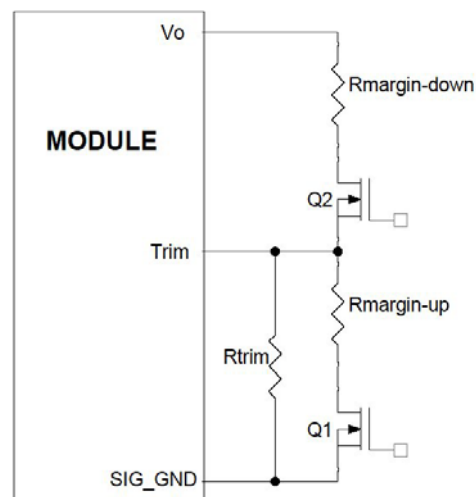 Vo
Rmargin-down
MODULE
Q2
Trim
Rmargin-up
Rtrim
Q1
SIG_GND